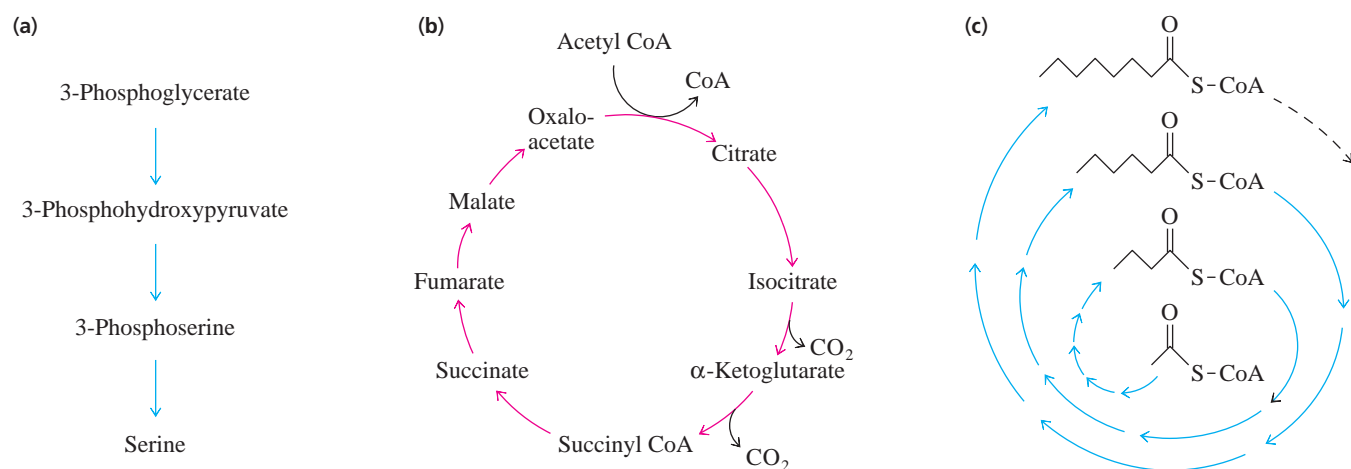 (a)
3-Phosphoglycerate
3-Phosphohydroxypyruvate
3-Phosphoserine
Serine
(b)
Acetyl CoA
CoA
Oxalo-
acetate
Citrate
Malate
Isocitrate
Fumarate
CO₂
Succinate
α-Ketoglutarate
Succinyl CoA
CO₂
(c)
O
S-CoA
O
S-CoA
O
S-CoA
O
S-CoA